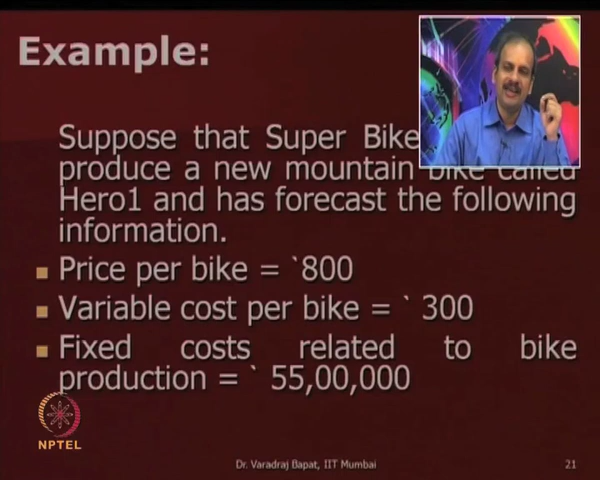 Example:
Suppose that Super Bike
produce a new mountain bike called
Hero1 and has forecast the following
information.
Price per bike = `800
Variable cost per bike = ` 300
Fixed costs related to bike
production = ` 55,00,000
NPTEL
Dr. Varadraj Bapat, IIT Mumbai
21